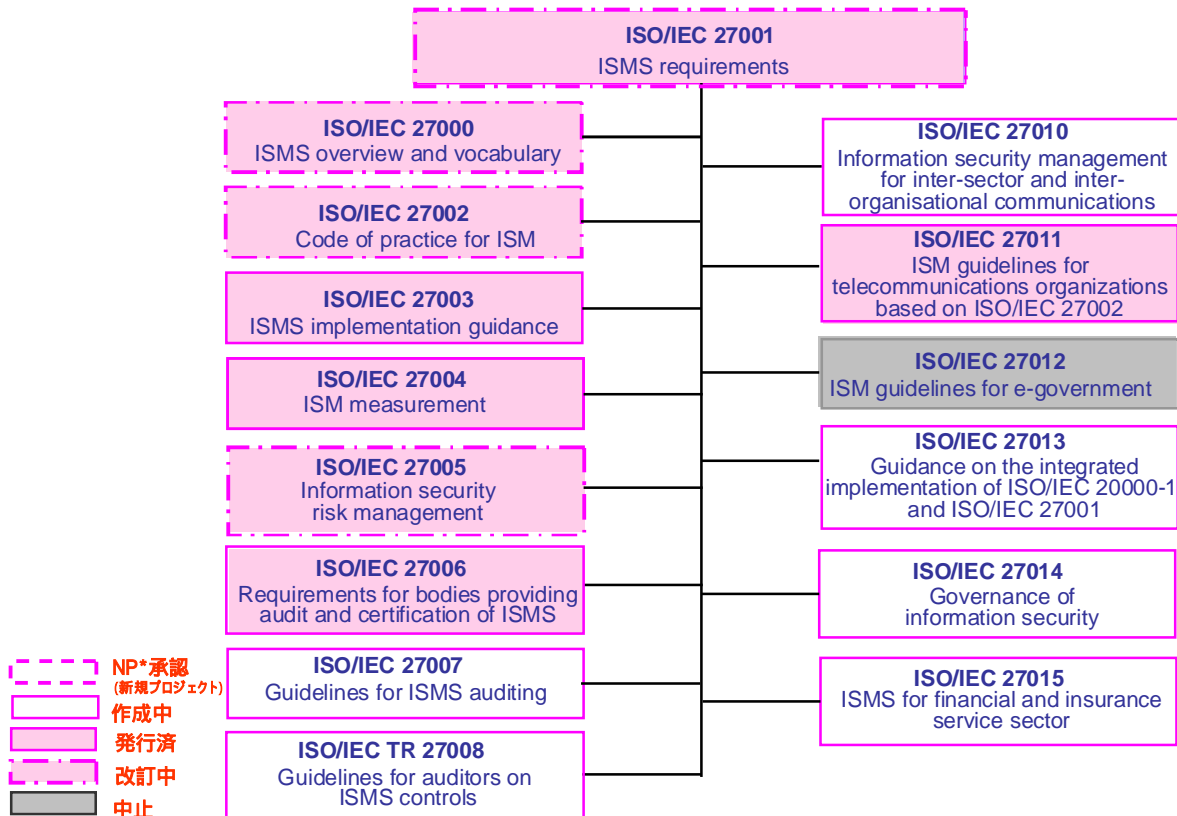 ISO/IEC 27001
ISMS requirements
ISO/IEC 27000
ISMS overview and vocabulary
ISO/IEC 27002
Code of practice for ISM
ISO/IEC 27003
ISMS implementation guidance
ISO/IEC 27004
ISM measurement
ISO/IEC 27005
Information security
risk management
ISO/IEC 27006
Requirements for bodies providing
audit and certification of ISMS
ISO/IEC 27007
Guidelines for ISMS auditing
ISO/IEC TR 27008
Guidelines for auditors on
ISMS controls
ISO/IEC 27010
Information security management
for inter-sector and inter-
organisational communications
ISO/IEC 27011
ISM guidelines for
telecommunications organizations
based on ISO/IEC 27002
ISO/IEC 27012
ISM guidelines for e-government
ISO/IEC 27013
Guidance on the integrated
implementation of ISO/IEC 20000-1
and ISO/IEC 27001
ISO/IEC 27014
Governance of
information security
ISO/IEC 27015
ISMS for financial and insurance
service sector
NP*承認
(新規プロジェクト)
作成中
発行済
改訂中
中止